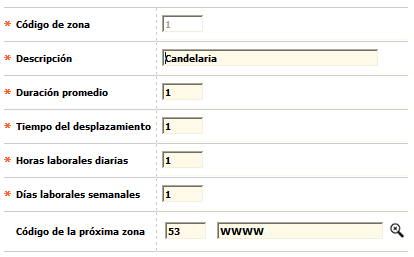 * Código de zona 1
* Descripción Candelaria
* Duración promedio 1
* Tiempo del desplazamiento 1
* Horas laborales diarias 1
* Días laborales semanales 1
Código de la próxima zona 53 WWWW